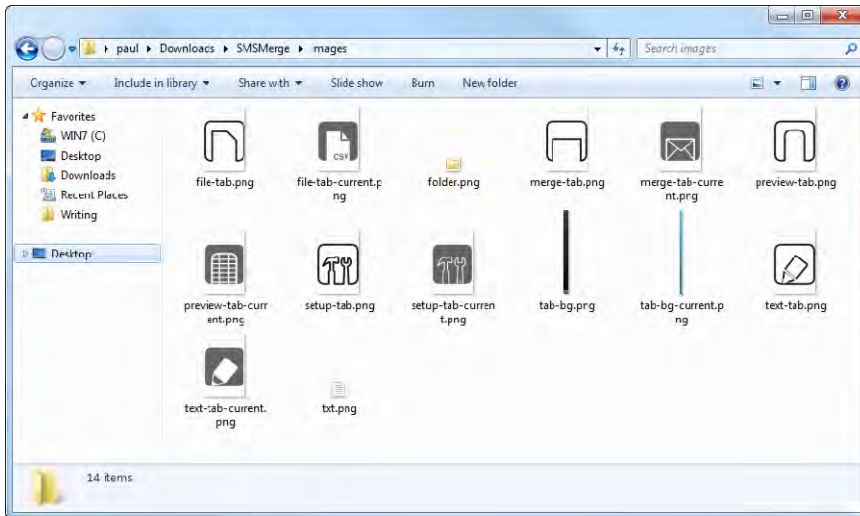 paul ▸ Downloads ▸ SMSMerge ▸ mages
Search images
Organize
Include in library
Share with
Slide show
Burn
New folder
Favorites
WIN7 (C)
Desktop
Downloads
Recent Places
Writing
Desktop
file-tab.png
CSV
file-tab-current.p
ng
folder.png
merge-tab.png
merge-tab-curre
nt.png
preview-tab.png
preview-tab-curr
ent.png
setup-tab.png
setup-tab-curren
t.png
tab-bg.png
tab-bg-current.p
ng
text-tab.png
text-tab-current.
png
txt.png
14 items